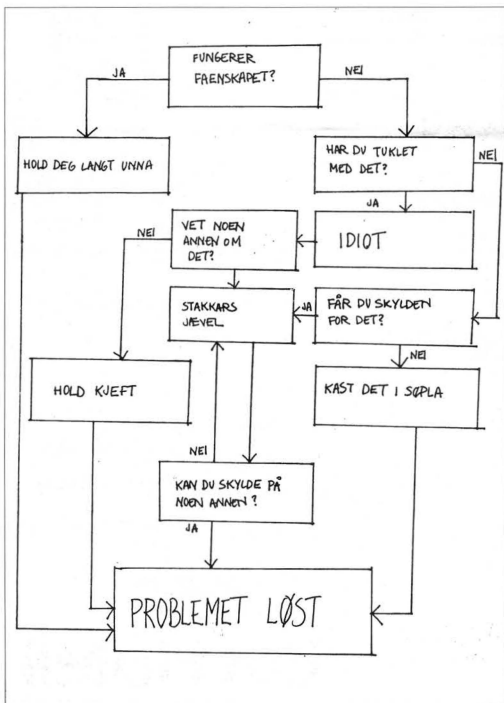 FUNGERER
FAENSKAPET?
JA
NEI
HOLD DEG LANGT UNNA
HAR DU TUKLET
MED DET?
NEI
JA
IDIOT
VET NOEN
ANNEN OM
DET?
NEI
STAKKARS
JÆVEL
JA
FÅR DU SKYLDEN
FOR DET?
NEI
HOLD KJEFT
KAST DET I SØPLA
NEI
KAN DU SKYLDE PÅ
NOEN ANNEN?
JA
PROBLEMET LØST